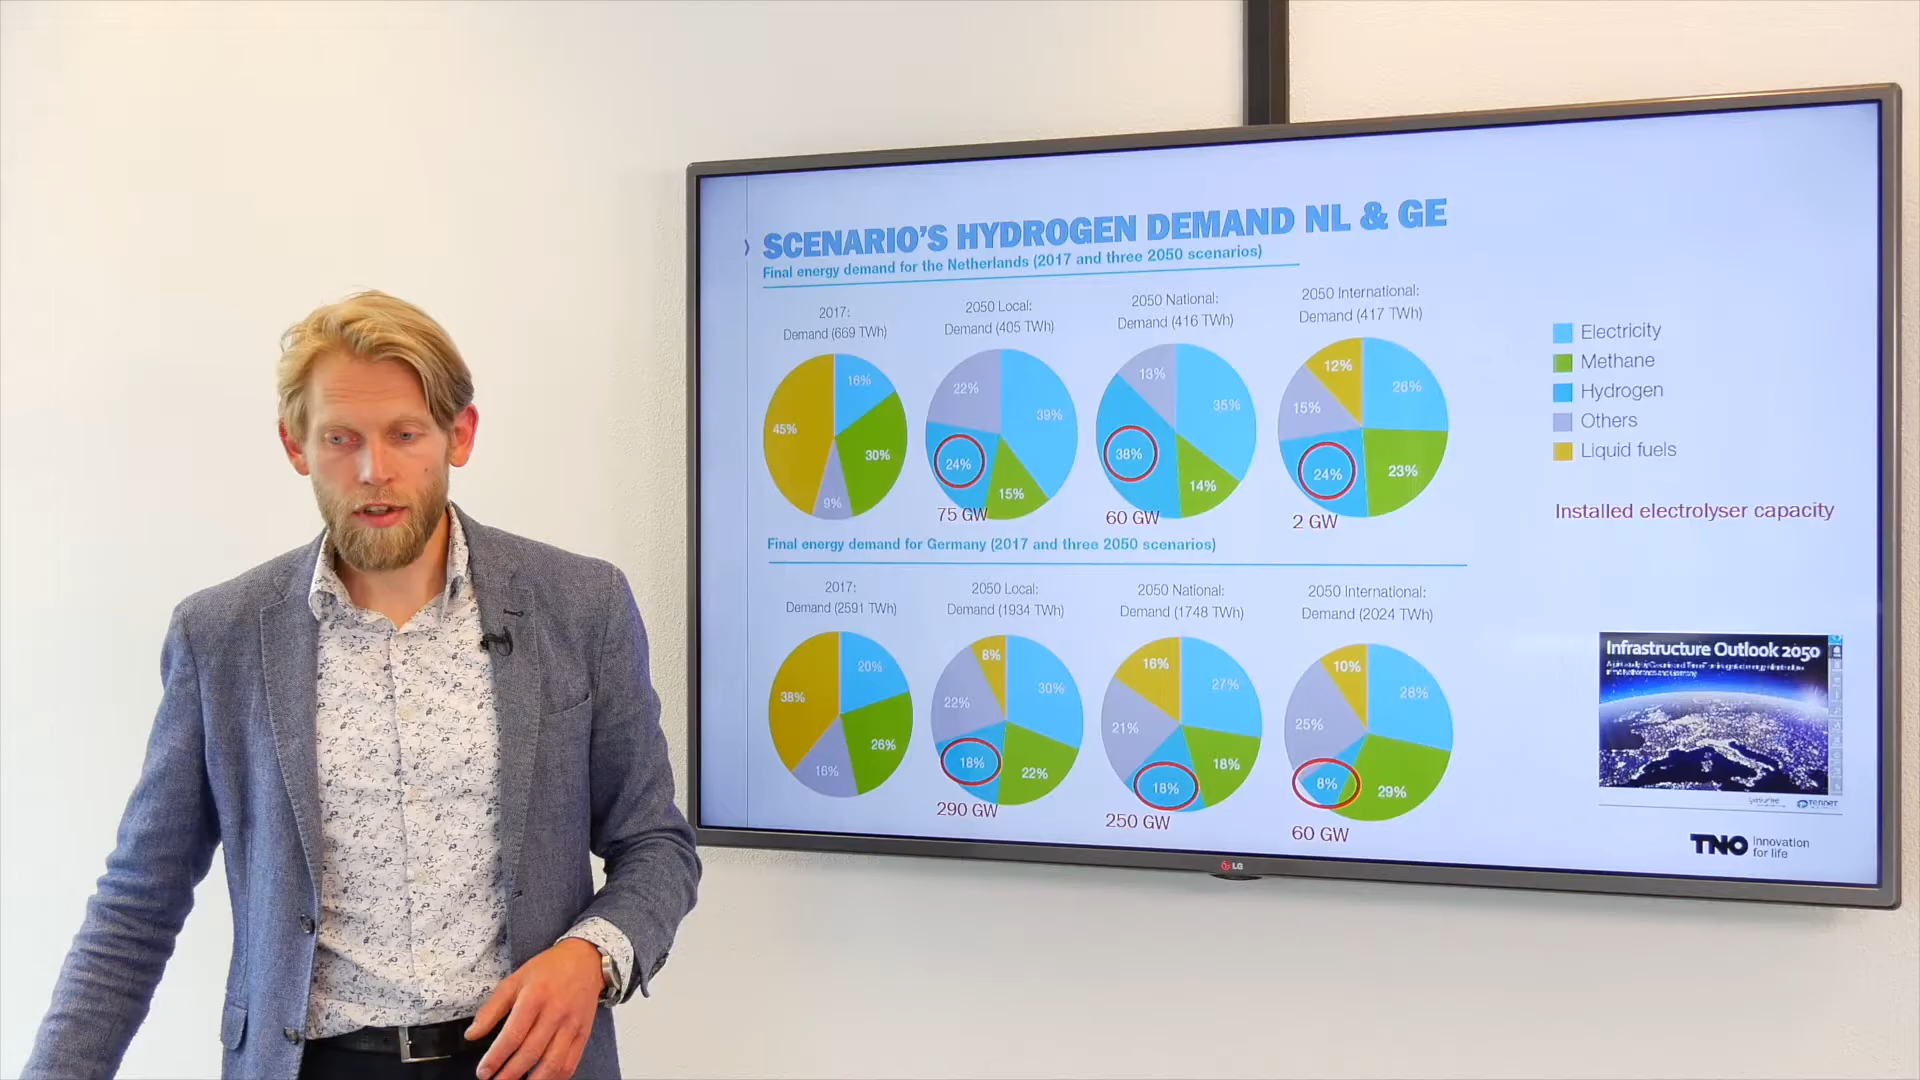 SCENARIO'S HYDROGEN DEMAND NL & GE
Final energy demand for the Netherlands (2017 and three 2050 scenarios)
2017:
Demand (669 TWh)
2050 Local:
Demand (405 TWh)
2050 National:
Demand (416 TWh)
2050 International:
Demand (417 TWh)
16%
30%
9%
45%
39%
15%
24%
22%
75 GW
35%
14%
38%
13%
60 GW
26%
23%
24%
15%
12%
2 GW
Electricity
Methane
Hydrogen
Others
Liquid fuels
Installed electrolyser capacity
Final energy demand for Germany (2017 and three 2050 scenarios)
2017:
Demand (2591 TWh)
2050 Local:
Demand (1934 TWh)
2050 National:
Demand (1748 TWh)
2050 International:
Demand (2024 TWh)
20%
26%
16%
38%
30%
22%
18%
22%
8%
290 GW
27%
18%
18%
21%
16%
250 GW
28%
29%
8%
25%
10%
60 GW
Infrastructure Outlook 2050
TNO innovation
for life
LG